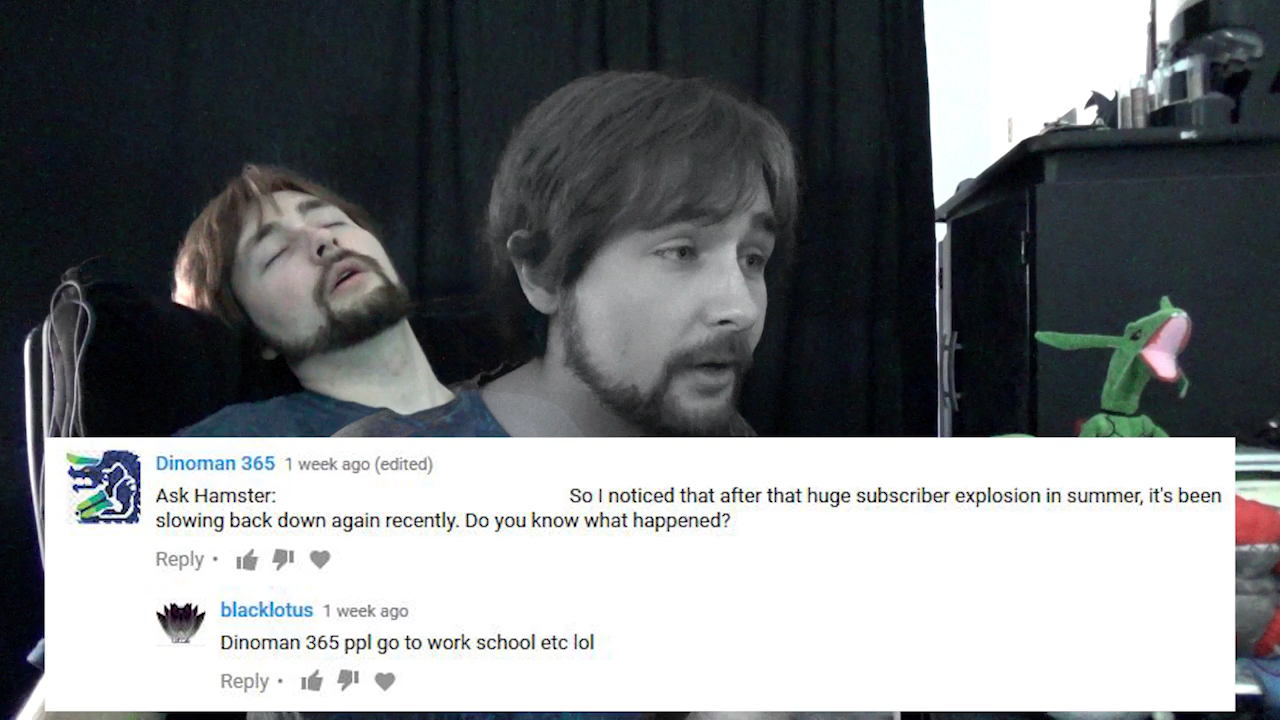 Dinoman 365 1 week ago (edited)
Ask Hamster: So I noticed that after that huge subscriber explosion in summer, it's been
slowing back down again recently. Do you know what happened?
Reply •
blacklotus 1 week ago
Dinoman 365 ppl go to work school etc lol
Reply •